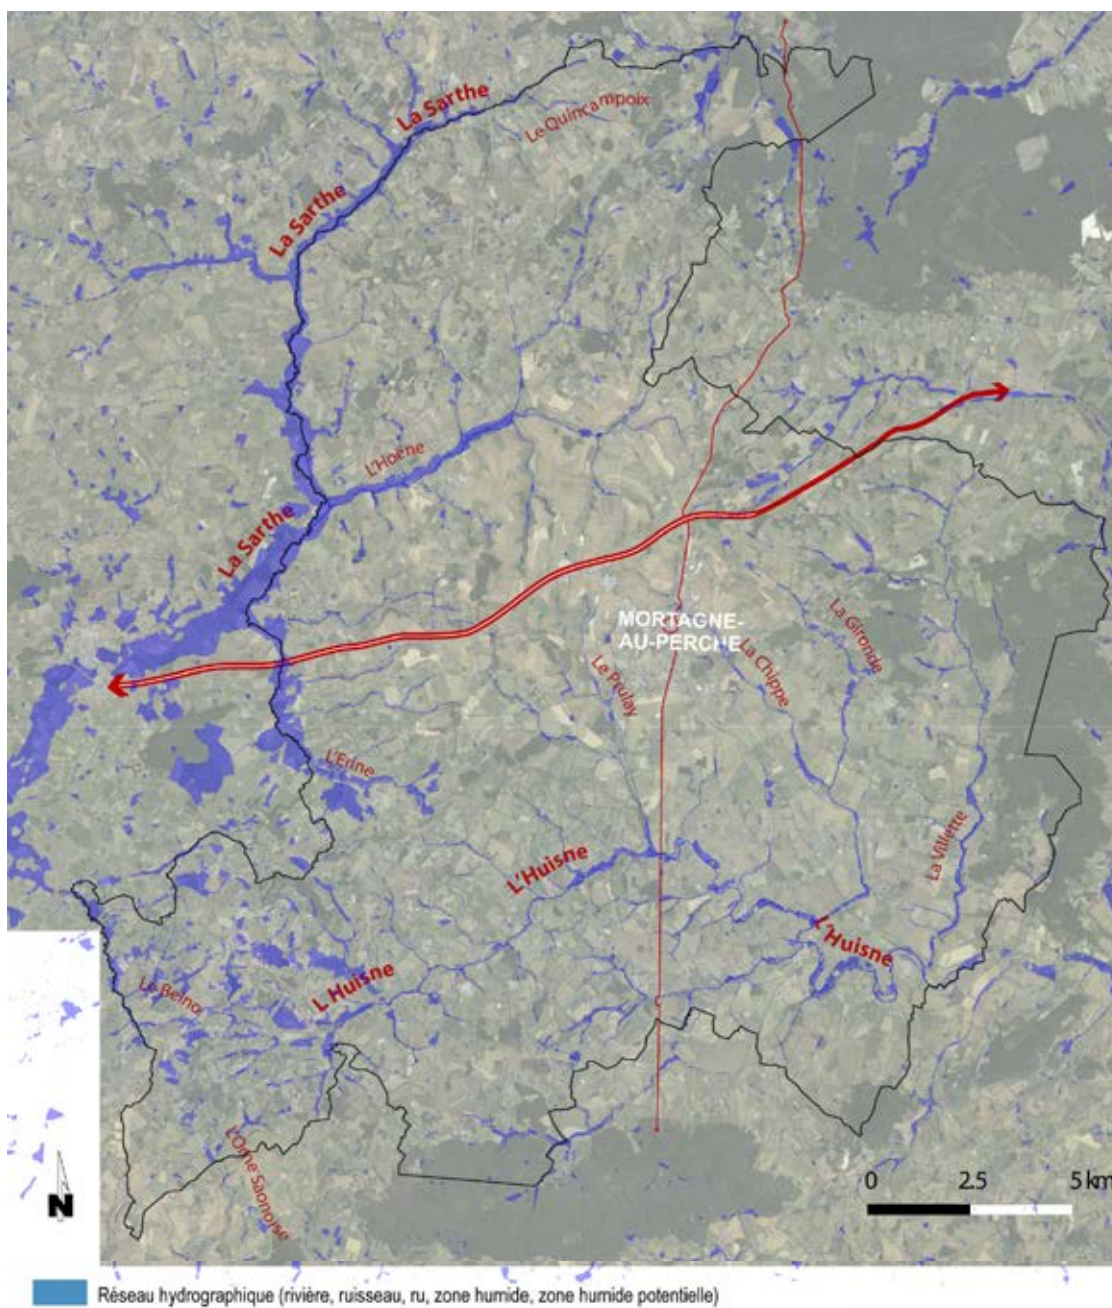 La Sarthe
Le Quincampoix
La Sarthe
L'Hoëne
La Sarthe
MORTAGNE-
AU-PERCHE
La Gironde
La Chippe
Le Prulay
L'Erine
La Villette
L'Huisne
L'Huisne
L Huisne
Le Beino
L'Orne Saonoise
N
0 2.5 5 km
Réseau hydrographique (rivière, ruisseau, ru, zone humide, zone humide potentielle)